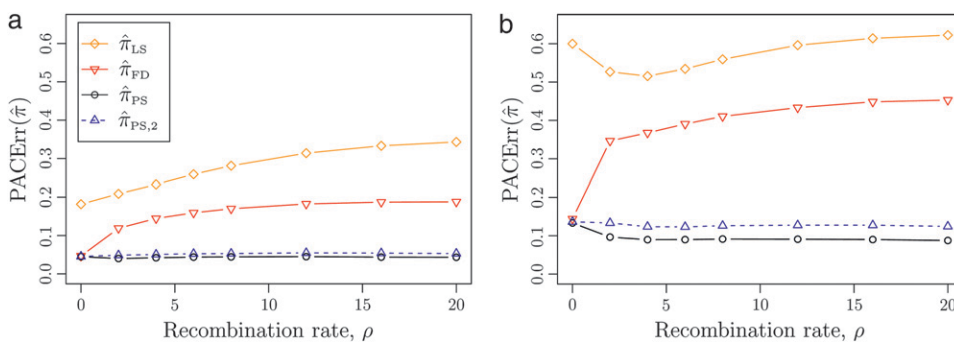 a
π̂LS
π̂FD
π̂PS
π̂PS,2
PACErr(π̂)
0.6
0.5
0.4
0.3
0.2
0.1
0.0
0 5 10 15 20
Recombination rate, ρ
b
PACErr(π̂)
0.6
0.5
0.4
0.3
0.2
0.1
0.0
0 5 10 15 20
Recombination rate, ρ